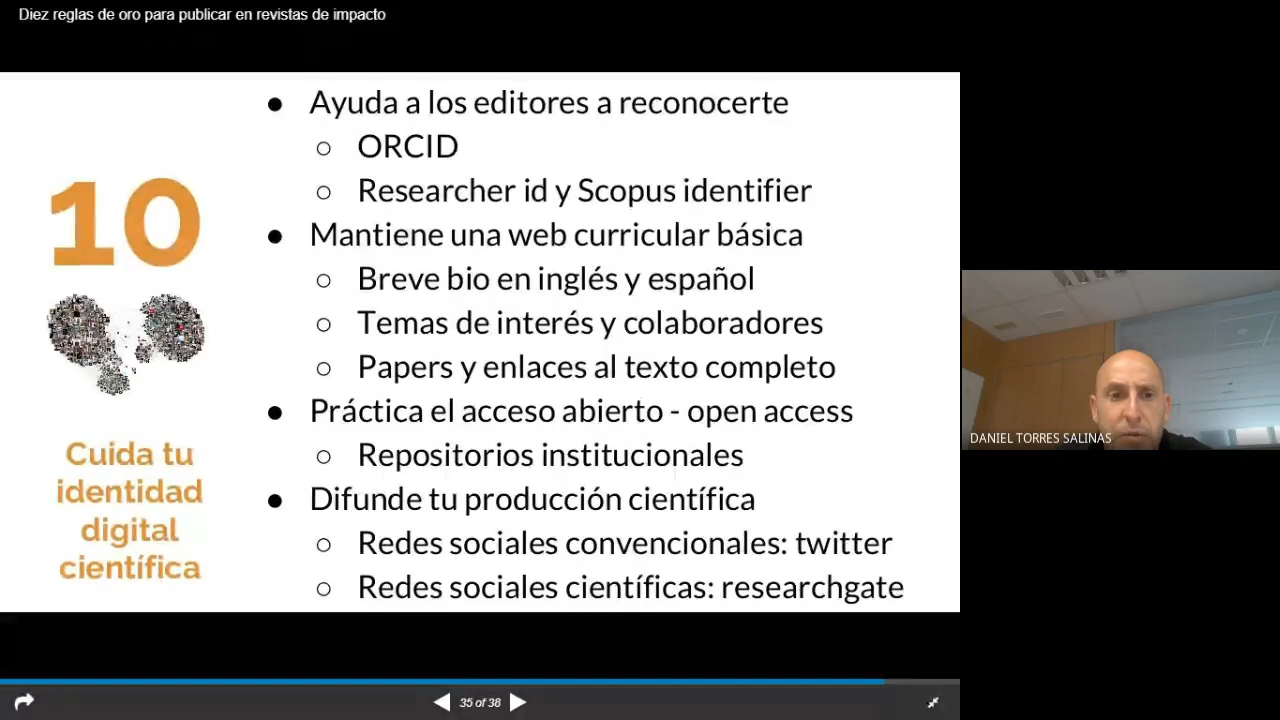 Diez reglas de oro para publicar en revistas de impacto
10
Cuida tu
identidad
digital
científica
● Ayuda a los editores a reconocerte
○ ORCID
○ Researcher id y Scopus identifier
● Mantiene una web curricular básica
○ Breve bio en inglés y español
○ Temas de interés y colaboradores
○ Papers y enlaces al texto completo
● Práctica el acceso abierto - open access
○ Repositorios institucionales
● Difunde tu producción científica
○ Redes sociales convencionales: twitter
○ Redes sociales científicas: researchgate
DANIEL TORRES SALINAS
35 of 38